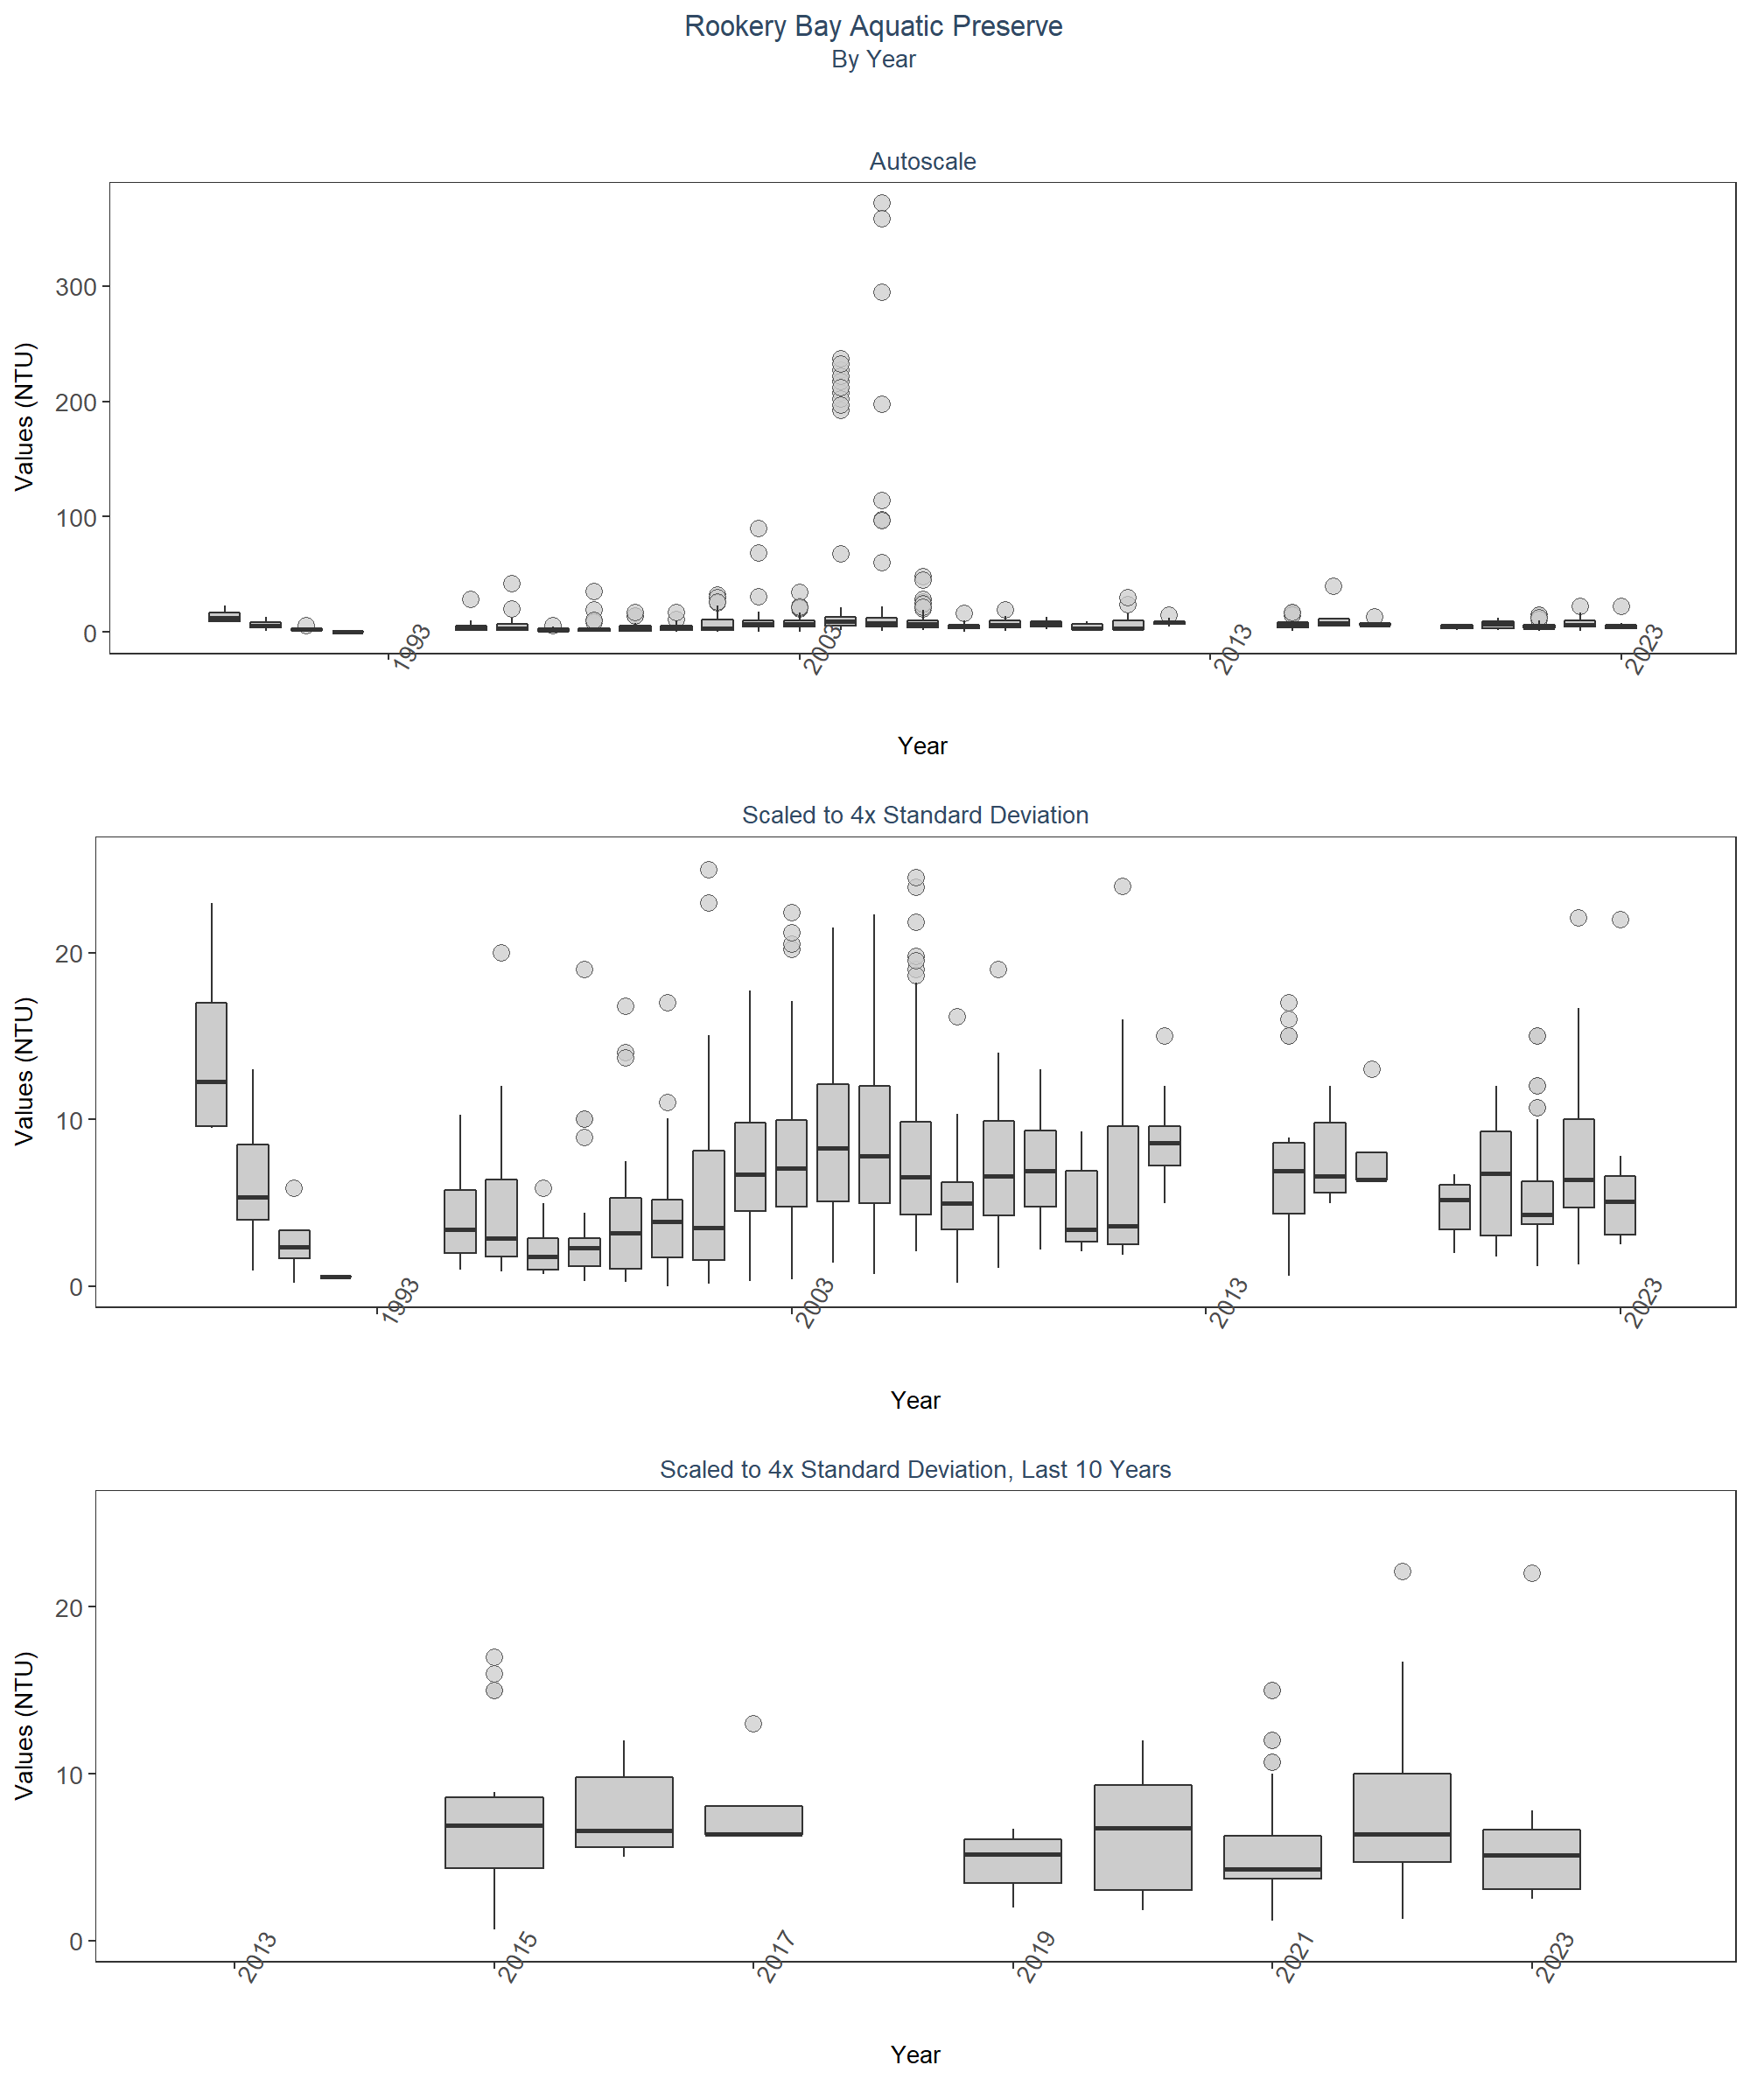 Rookery Bay Aquatic Preserve
By Year
Autoscale
Values (NTU)
300
200
100
0
1993
2003
2013
2023
Year
Scaled to 4x Standard Deviation
Values (NTU)
20
10
0
1993
2003
2013
2023
Year
Scaled to 4x Standard Deviation, Last 10 Years
Values (NTU)
20
10
0
2013
2015
2017
2019
2021
2023
Year